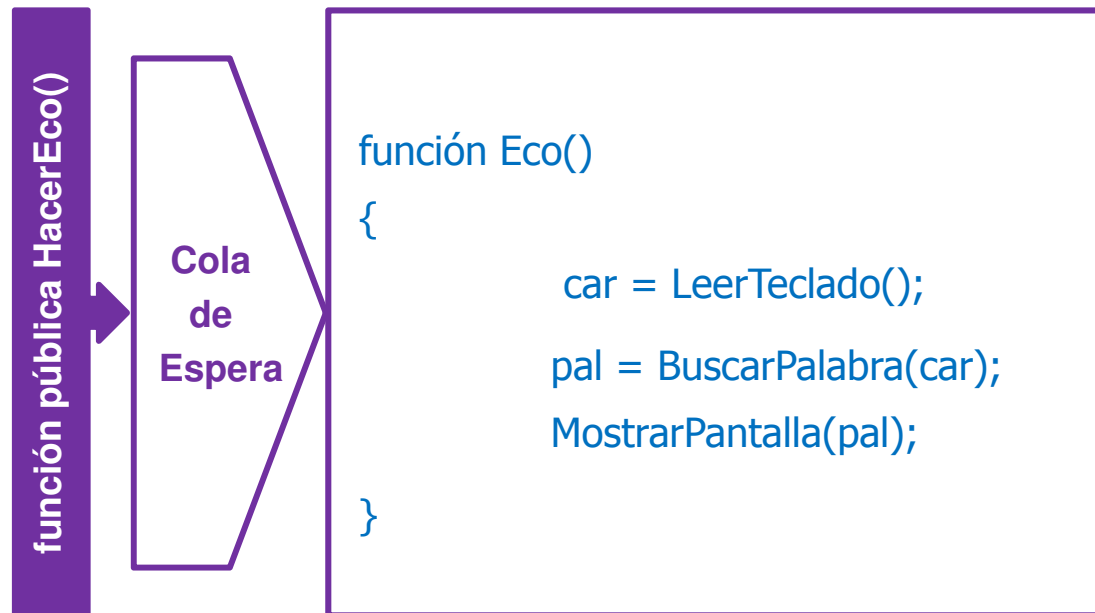 función pública HacerEco()
Cola
de
Espera
función Eco()
{
car = LeerTeclado();
pal = BuscarPalabra(car);
MostrarPantalla(pal);
}